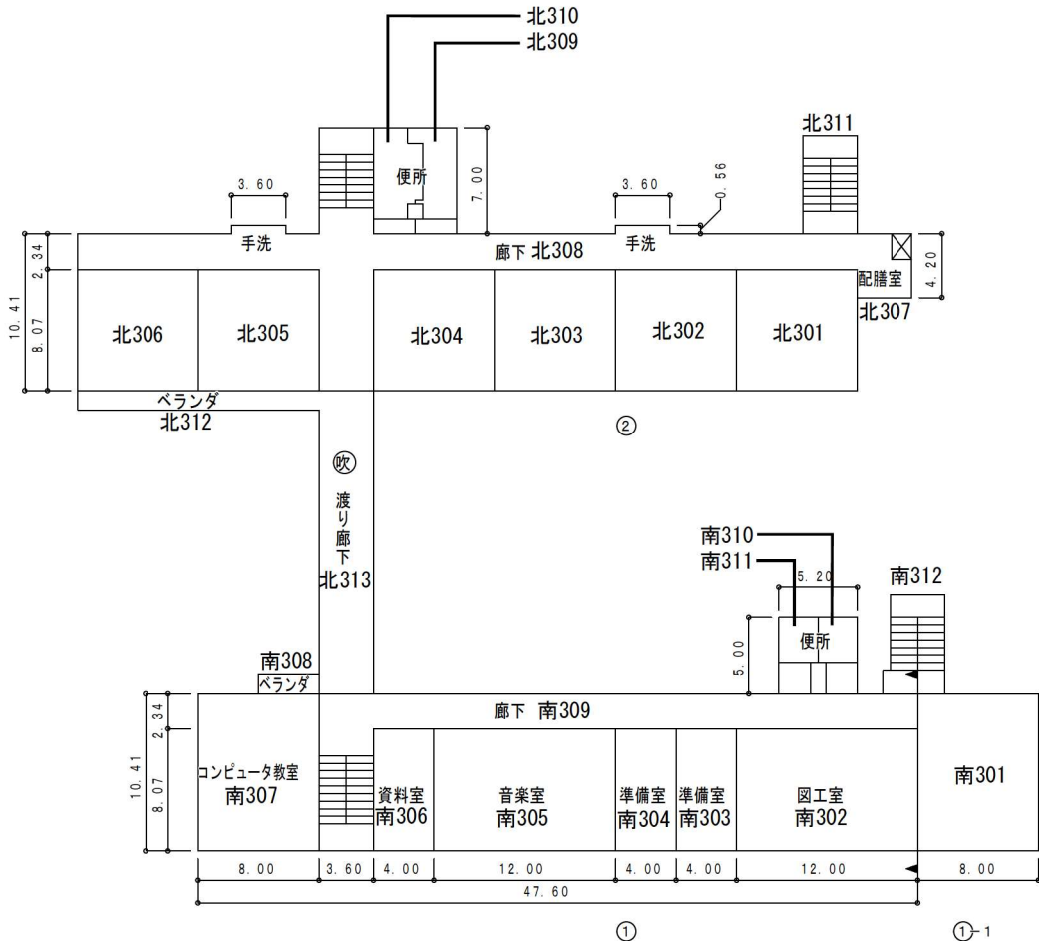 北310
北309
北311
便所
7.00
3.60
手洗
3.60
手洗
0.56
2.34
8.07
10.41
廊下 北308
4.20
配膳室
北307
北306
北305
北304
北303
北302
北301
ベランダ
北312
②
吹
渡り廊下
北313
南310
南311
5.20
南312
5.00
便所
南308
ベランダ
2.34
8.07
10.41
廊下 南309
コンピュータ教室
南307
資料室
南306
音楽室
南305
準備室
南304
準備室
南303
図工室
南302
南301
8.00
3.60
4.00
12.00
4.00
4.00
12.00
8.00
47.60
①
①-1